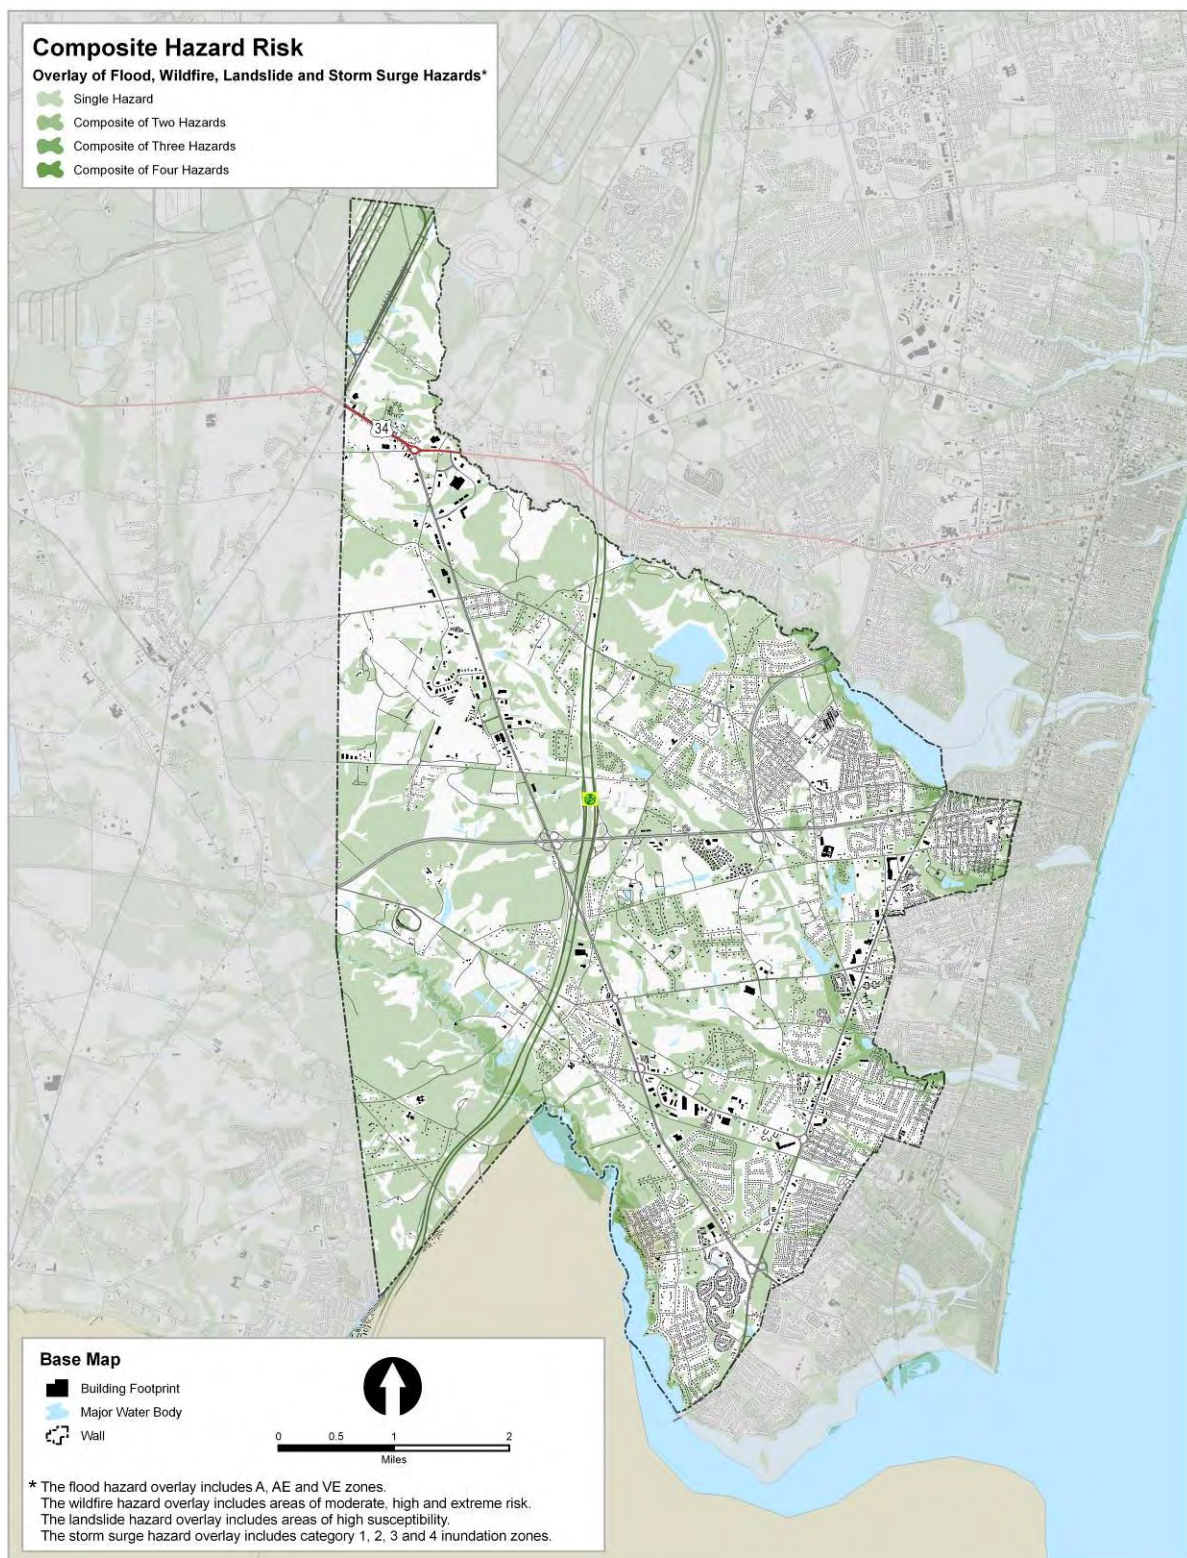 Composite Hazard Risk
Overlay of Flood, Wildfire, Landslide and Storm Surge Hazards*
Single Hazard
Composite of Two Hazards
Composite of Three Hazards
Composite of Four Hazards
34
Base Map
Building Footprint
Major Water Body
Wall
0 0.5 1 2
Miles
* The flood hazard overlay includes A, AE and VE zones.
The wildfire hazard overlay includes areas of moderate, high and extreme risk.
The landslide hazard overlay includes areas of high susceptibility.
The storm surge hazard overlay includes category 1, 2, 3 and 4 inundation zones.